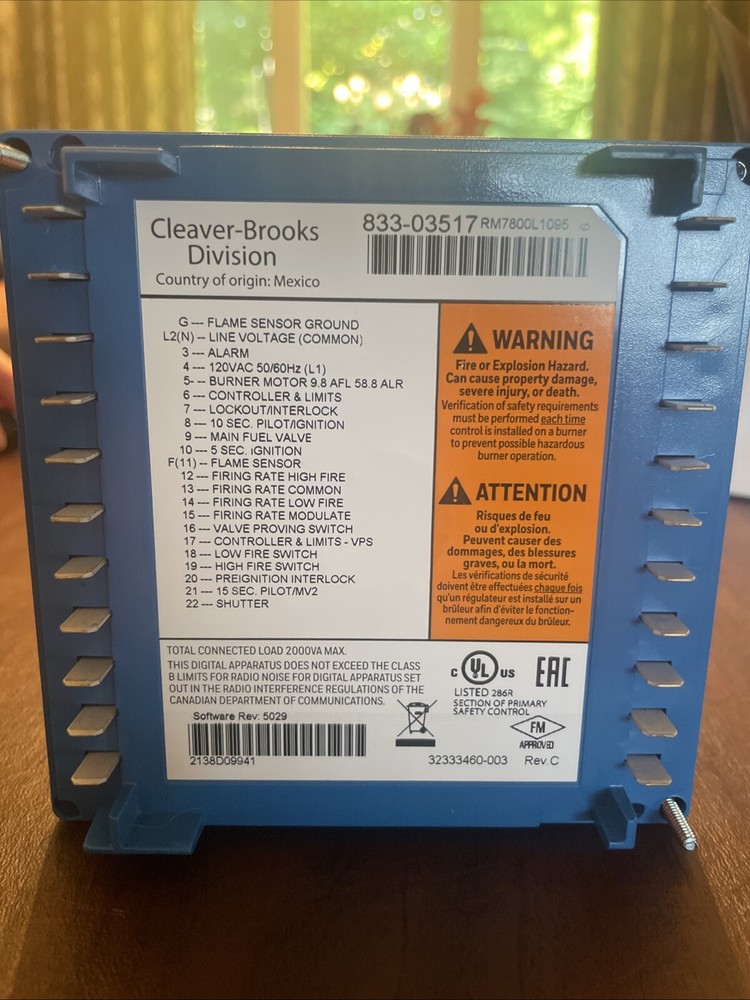 Cleaver-Brooks
Division
Country of origin: Mexico
833-03517 RM7800L1095
G --- FLAME SENSOR GROUND
L2(N) -- LINE VOLTAGE (COMMON)
3 --- ALARM
4 --- 120VAC 50/60Hz (L1)
5- -- BURNER MOTOR 9.8 AFL 58.8 ALR
6 --- CONTROLLER & LIMITS
7 --- LOCKOUT/INTERLOCK
8 --- 10 SEC. PILOT/IGNITION
9 --- MAIN FUEL VALVE
10 --- 5 SEC. IGNITION
F(11) -- FLAME SENSOR
12 --- FIRING RATE HIGH FIRE
13 --- FIRING RATE COMMON
14 --- FIRING RATE LOW FIRE
15 --- FIRING RATE MODULATE
16 --- VALVE PROVING SWITCH
17 --- CONTROLLER & LIMITS - VPS
18 --- LOW FIRE SWITCH
19 --- HIGH FIRE SWITCH
20 --- PREIGNITION INTERLOCK
21 --- 15 SEC. PILOT/MV2
22 --- SHUTTER
WARNING
Fire or Explosion Hazard.
Can cause property damage,
severe injury, or death.
Verification of safety requirements
must be performed each time
control is installed on a burner
to prevent possible hazardous
burner operation.
ATTENTION
Risques de feu
ou d'explosion.
Peuvent causer des
dommages, des blessures
graves, ou la mort.
Les vérifications de sécurité
doivent être effectuées chaque fois
qu'un régulateur est installé sur un
brûleur afin d'éviter le fonction-
nement dangereux du brûleur.
TOTAL CONNECTED LOAD 2000VA MAX.
THIS DIGITAL APPARATUS DOES NOT EXCEED THE CLASS
B LIMITS FOR RADIO NOISE FOR DIGITAL APPARATUS SET
OUT IN THE RADIO INTERFERENCE REGULATIONS OF THE
CANADIAN DEPARTMENT OF COMMUNICATIONS.
Software Rev: 5029
2138D09941
C UL US EAC
LISTED 286R
SECTION OF PRIMARY
SAFETY CONTROL
FM
APPROVED
32333460-003 Rev.C